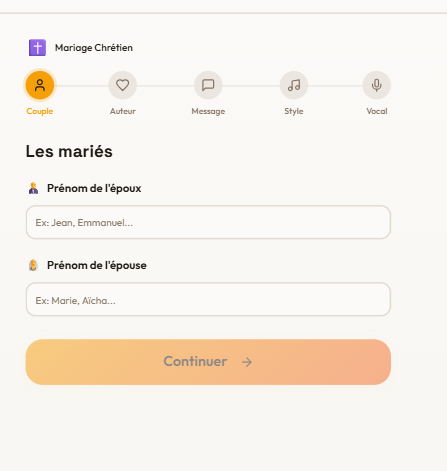 Mariage Chrétien
Couple Auteur Message Style Vocal
Les mariés
Prénom de l'époux
Ex: Jean, Emmanuel...
Prénom de l'épouse
Ex: Marie, Aïcha...
Continuer →